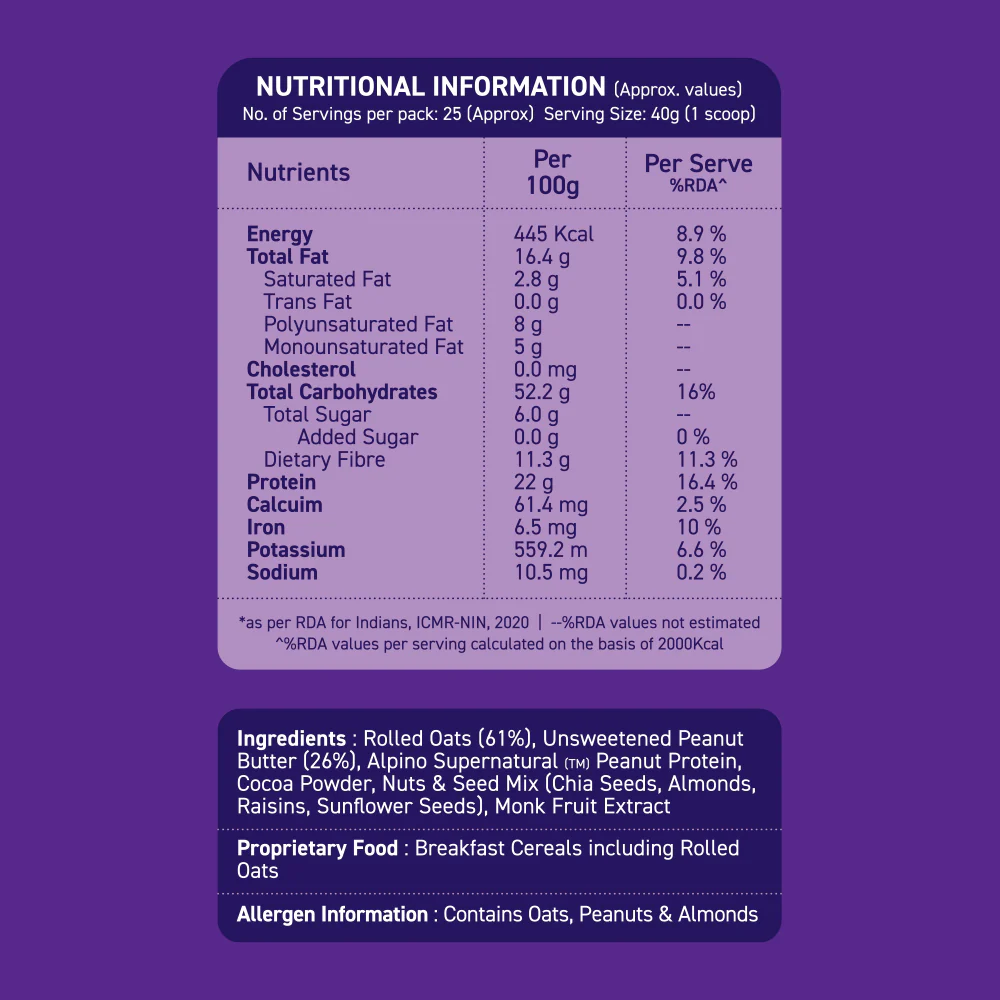 NUTRITIONAL INFORMATION (Approx. values)
No. of Servings per pack: 25 (Approx) Serving Size: 40g (1 scoop)
Nutrients Per 100g Per Serve %RDA^
Energy 445 Kcal 8.9 %
Total Fat 16.4 g 9.8 %
Saturated Fat 2.8 g 5.1 %
Trans Fat 0.0 g 0.0 %
Polyunsaturated Fat 8 g --
Monounsaturated Fat 5 g --
Cholesterol 0.0 mg --
Total Carbohydrates 52.2 g 16%
Total Sugar 6.0 g --
Added Sugar 0.0 g 0 %
Dietary Fibre 11.3 g 11.3 %
Protein 22 g 16.4 %
Calcuim 61.4 mg 2.5 %
Iron 6.5 mg 10 %
Potassium 559.2 m 6.6 %
Sodium 10.5 mg 0.2 %
*as per RDA for Indians, ICMR-NIN, 2020 | --%RDA values not estimated
^%RDA values per serving calculated on the basis of 2000Kcal
Ingredients : Rolled Oats (61%), Unsweetened Peanut
Butter (26%), Alpino Supernatural (TM) Peanut Protein,
Cocoa Powder, Nuts & Seed Mix (Chia Seeds, Almonds,
Raisins, Sunflower Seeds), Monk Fruit Extract
Proprietary Food : Breakfast Cereals including Rolled
Oats
Allergen Information : Contains Oats, Peanuts & Almonds